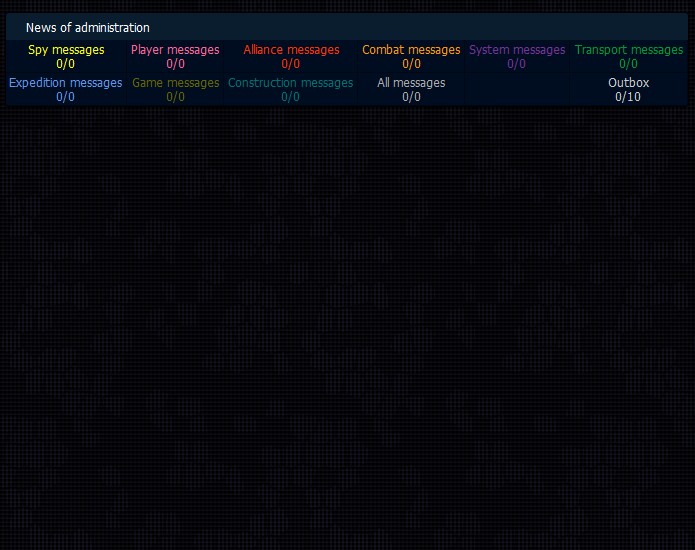 News of administration
Spy messages Player messages Alliance messages Combat messages System messages Transport messages
0/0 0/0 0/0 0/0 0/0 0/0
Expedition messages Game messages Construction messages All messages Outbox
0/0 0/0 0/0 0/0 0/10